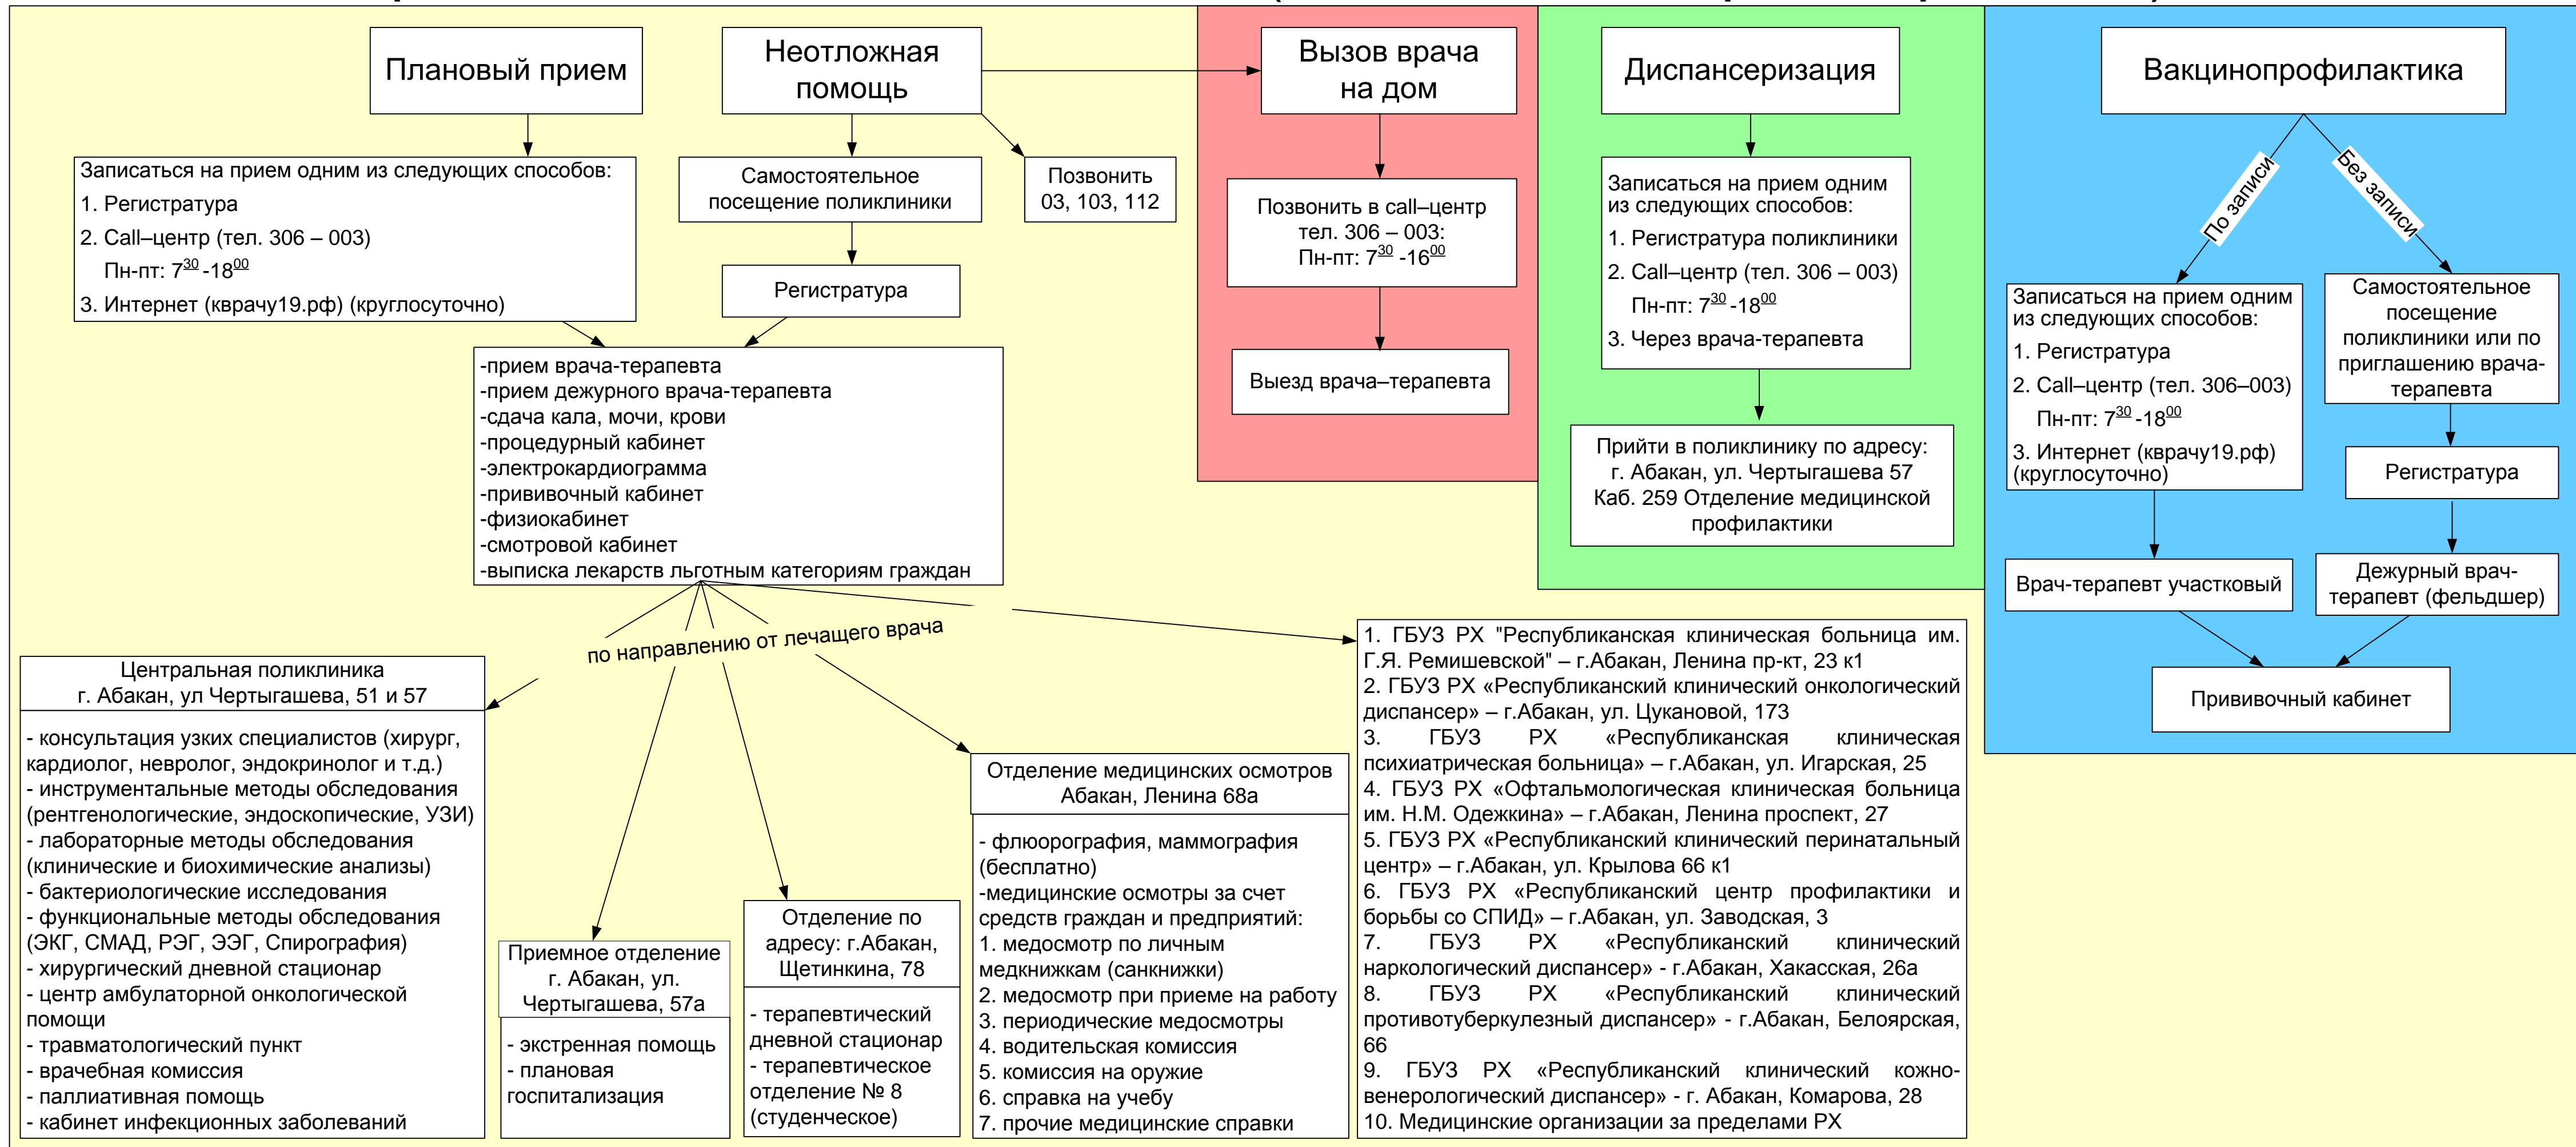 Плановый прием
Неотложная
помощь
Вызов врача
на дом
Диспансеризация
Вакцинопрофилактика
Записаться на прием одним из следующих способов:
1. Регистратура
2. Call–центр (тел. 306 – 003)
Пн-пт: 730 -1800
3. Интернет (кврачу19.рф) (круглосуточно)
Самостоятельное
посещение поликлиники
Позвонить
03, 103, 112
Регистратура
-прием врача-терапевта
-прием дежурного врача-терапевта
-сдача кала, мочи, крови
-процедурный кабинет
-электрокардиограмма
-прививочный кабинет
-физиокабинет
-смотровой кабинет
-выписка лекарств льготным категориям граждан
Позвонить в call–центр
тел. 306 – 003:
Пн-пт: 730 -1600
Выезд врача–терапевта
Записаться на прием одним
из следующих способов:
1. Регистратура поликлиники
2. Call–центр (тел. 306 – 003)
Пн-пт: 730 -1800
3. Через врача-терапевта
Прийти в поликлинику по адресу:
г. Абакан, ул. Чертыгашева 57
Каб. 259 Отделение медицинской
профилактики
По записи
Без записи
Записаться на прием одним
из следующих способов:
1. Регистратура
2. Call–центр (тел. 306–003)
Пн-пт: 730 -1800
3. Интернет (кврачу19.рф)
(круглосуточно)
Врач-терапевт участковый
Самостоятельное
посещение
поликлиники или по
приглашению врача-
терапевта
Регистратура
Дежурный врач-
терапевт (фельдшер)
Прививочный кабинет
по направлению от лечащего врача
Центральная поликлиника
г. Абакан, ул Чертыгашева, 51 и 57
- консультация узких специалистов (хирург,
кардиолог, невролог, эндокринолог и т.д.)
- инструментальные методы обследования
(рентгенологические, эндоскопические, УЗИ)
- лабораторные методы обследования
(клинические и биохимические анализы)
- бактериологические исследования
- функциональные методы обследования
(ЭКГ, СМАД, РЭГ, ЭЭГ, Спирография)
- хирургический дневной стационар
- центр амбулаторной онкологической
помощи
- травматологический пункт
- врачебная комиссия
- паллиативная помощь
- кабинет инфекционных заболеваний
Приемное отделение
г. Абакан, ул.
Чертыгашева, 57а
- экстренная помощь
- плановая
госпитализация
Отделение по
адресу: г.Абакан,
Щетинкина, 78
- терапевтический
дневной стационар
- терапевтическое
отделение № 8
(студенческое)
Отделение медицинских осмотров
Абакан, Ленина 68а
- флюорография, маммография
(бесплатно)
-медицинские осмотры за счет
средств граждан и предприятий:
1. медосмотр по личным
медкнижкам (санкнижки)
2. медосмотр при приеме на работу
3. периодические медосмотры
4. водительская комиссия
5. комиссия на оружие
6. справка на учебу
7. прочие медицинские справки
1. ГБУЗ РХ "Республиканская клиническая больница им.
Г.Я. Ремишевской" – г.Абакан, Ленина пр-кт, 23 к1
2. ГБУЗ РХ «Республиканский клинический онкологический
диспансер» – г.Абакан, ул. Цукановой, 173
3. ГБУЗ РХ «Республиканская клиническая
психиатрическая больница» – г.Абакан, ул. Игарская, 25
4. ГБУЗ РХ «Офтальмологическая клиническая больница
им. Н.М. Одежкина» – г.Абакан, Ленина проспект, 27
5. ГБУЗ РХ «Республиканский клинический перинатальный
центр» – г.Абакан, ул. Крылова 66 к1
6. ГБУЗ РХ «Республиканский центр профилактики и
борьбы со СПИД» – г.Абакан, ул. Заводская, 3
7. ГБУЗ РХ «Республиканский клинический
наркологический диспансер» - г.Абакан, Хакасская, 26а
8. ГБУЗ РХ «Республиканский клинический
противотуберкулезный диспансер» - г.Абакан, Белоярская,
66
9. ГБУЗ РХ «Республиканский клинический кожно-
венерологический диспансер» - г. Абакан, Комарова, 28
10. Медицинские организации за пределами РХ